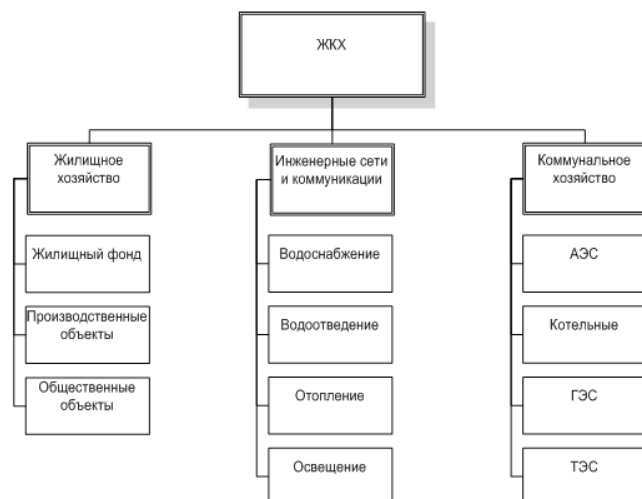 ЖКХ
Жилищное
хозяйство
Инженерные сети
и коммуникации
Коммунальное
хозяйство
Жилищный фонд
Водоснабжение
АЭС
Производственные
объекты
Водоотведение
Котельные
Общественные
объекты
Отопление
ГЭС
Освещение
ТЭС